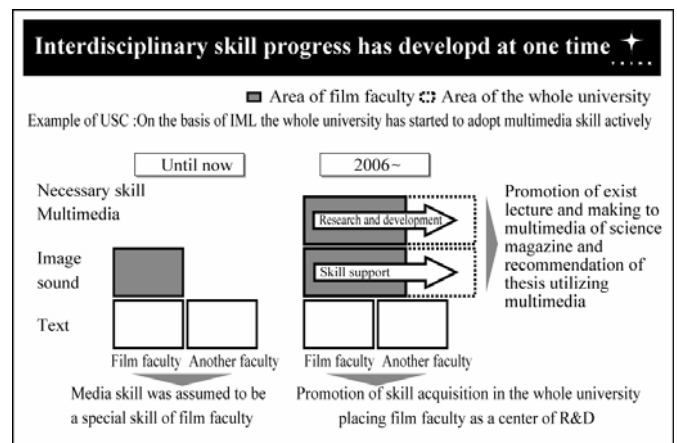 Interdisciplinary skill progress has developd at one time
THINK
Area of film faculty
Area of the whole university
Example of USC :On the basis of IML the whole university has started to adopt multimedia skill actively
Until now
2006~
Necessary skill
Multimedia
Image
sound
Text
Research and development
Skill support
Film faculty
Another faculty
Film faculty
Another faculty
Promotion of exist
lecture and making to
multimedia of science
magazine and
recommendation of
thesis utilizing
multimedia
Media skill was assumed to be
a special skill of film faculty
Promotion of skill acquisition in the whole university
placing film faculty as a center of R&D